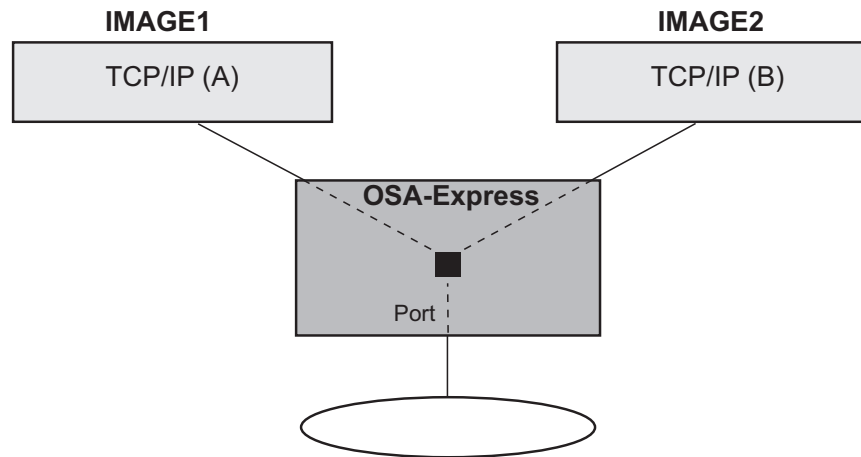 IMAGE1
IMAGE2
TCP/IP (A)
TCP/IP (B)
OSA-Express
Port